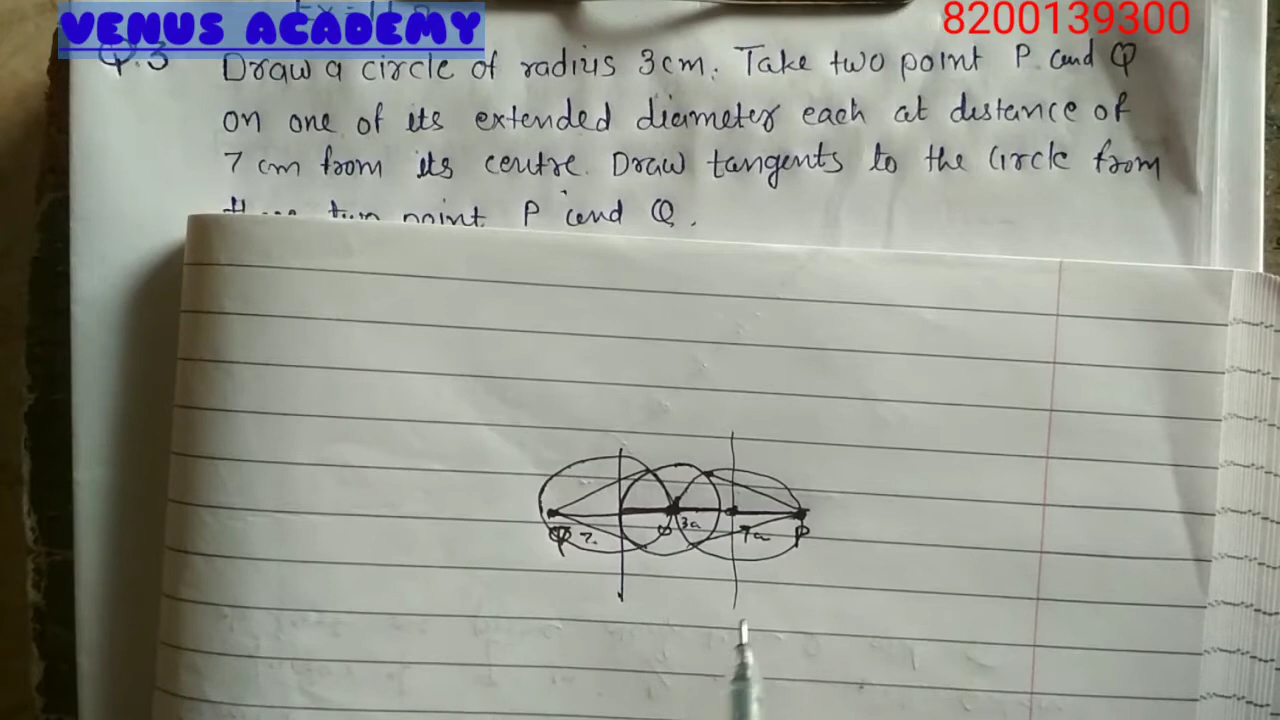 VENUS ACADEMY
8200139300
Q.3 Draw a circle of radius 3cm. Take two point P and Q
on one of its extended diameter each at distance of
7 cm from its centre. Draw tangents to the circle from
two point P and Q.
Q 7 O 3 7 P